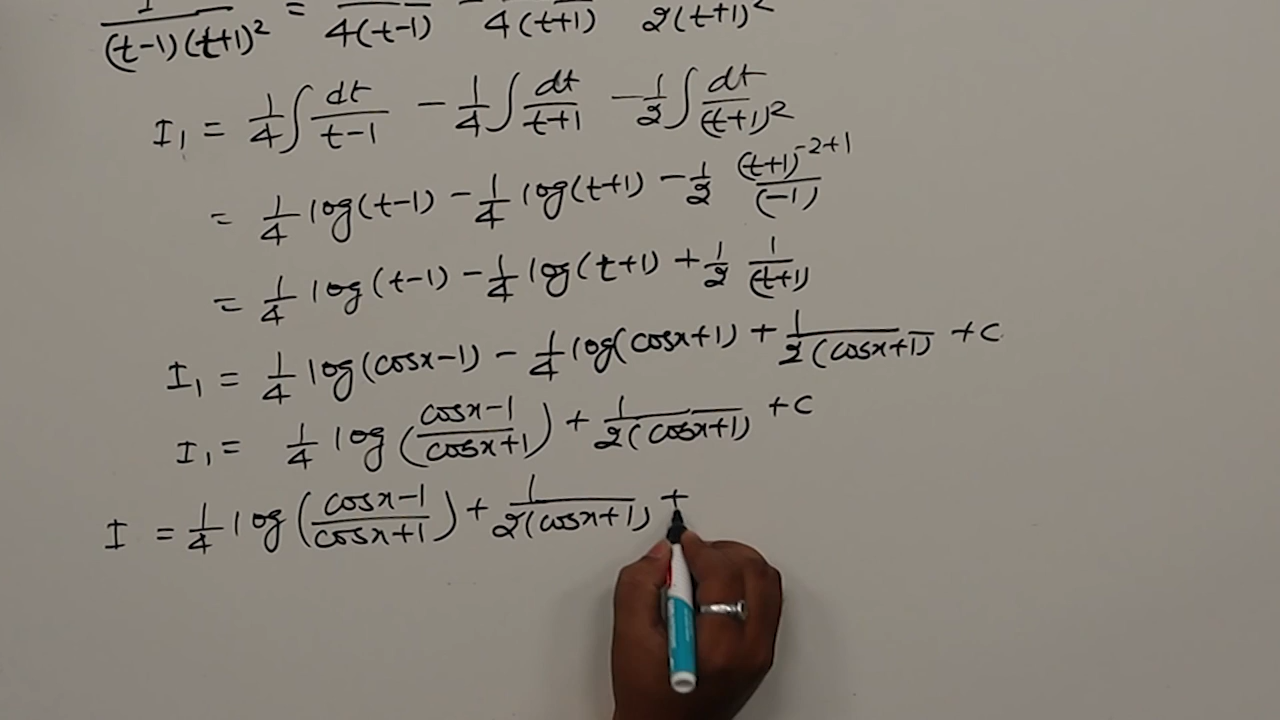 1/((t-1)(t+1)²) = /(4(t-1)) - /(4(t+1)) /(2(t+1)²)
I₁ = 1/4 ∫ dt/(t-1) - 1/4 ∫ dt/(t+1) - 1/2 ∫ dt/(t+1)²
= 1/4 log(t-1) - 1/4 log(t+1) - 1/2 (t+1)⁻²⁺¹/(-1)
= 1/4 log(t-1) - 1/4 log(t+1) + 1/2 1/(t+1)
I₁ = 1/4 log(cosx-1) - 1/4 log(cosx+1) + 1/(2(cosx+1)) + C
I₁ = 1/4 log((cosx-1)/(cosx+1)) + 1/(2(cosx+1)) + C
I = 1/4 log((cosx-1)/(cosx+1)) + 1/(2(cosx+1)) +